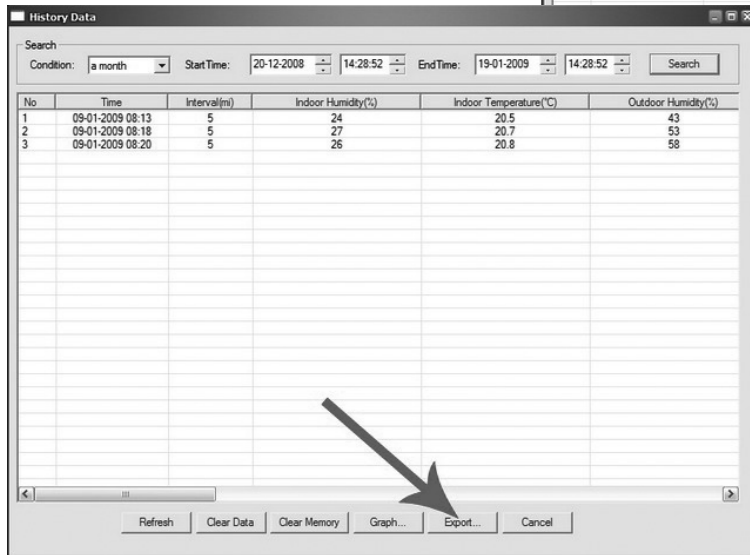 History Data
Search
Condition: a month StartTime: 20-12-2008 14:28:52 EndTime: 19-01-2009 14:28:52 Search
No Time Interval(mi) Indoor Humidity(%) Indoor Temperature(℃) Outdoor Humidity(%)
1 09-01-2009 08:13 5 24 20.5 43
2 09-01-2009 08:18 5 27 20.7 53
3 09-01-2009 08:20 5 26 20.8 58
Refresh Clear Data Clear Memory Graph... Export... Cancel